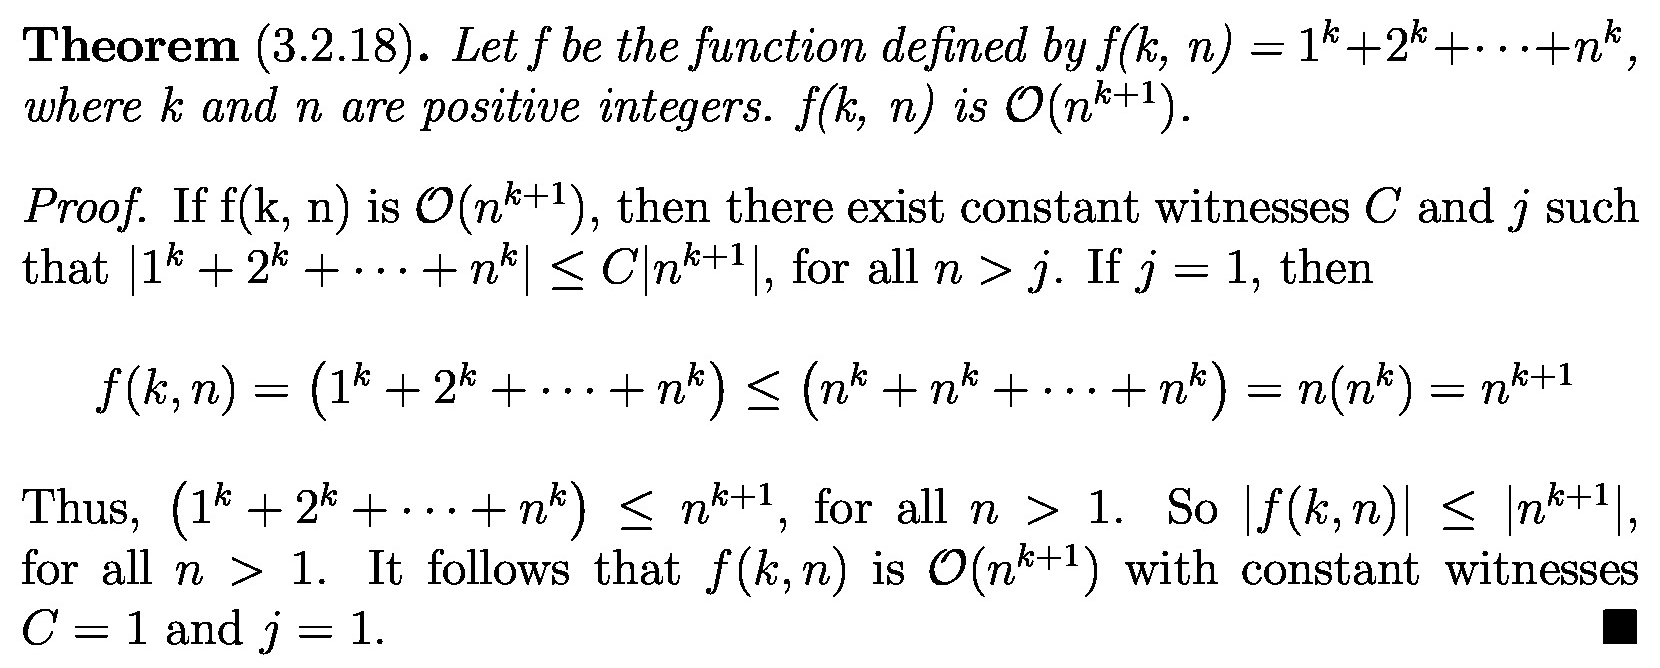 Theorem (3.2.18). Let f be the function defined by f(k, n) = 1^k+2^k+···+n^k,
where k and n are positive integers. f(k, n) is 𝒪(n^{k+1}).
Proof. If f(k, n) is 𝒪(n^{k+1}), then there exist constant witnesses C and j such
that |1^k + 2^k + ··· + n^k| ≤ C|n^{k+1}|, for all n > j. If j = 1, then
f(k, n) = (1^k + 2^k + ··· + n^k) ≤ (n^k + n^k + ··· + n^k) = n(n^k) = n^{k+1}
Thus, (1^k + 2^k + ··· + n^k) ≤ n^{k+1}, for all n > 1. So |f(k, n)| ≤ |n^{k+1}|,
for all n > 1. It follows that f(k, n) is 𝒪(n^{k+1}) with constant witnesses
C = 1 and j = 1. ■